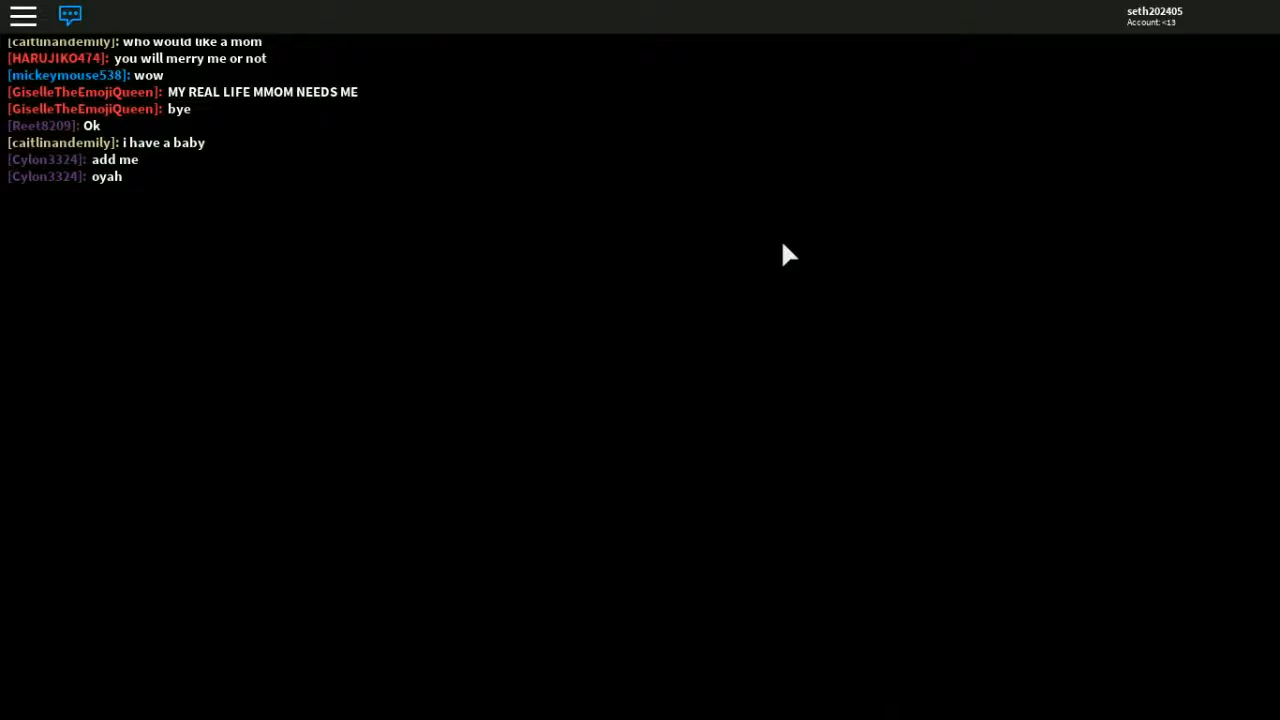 seth202405
Account: <13
[caitlinandemily]: who would like a mom
[HARUJIKO474]: you will merry me or not
[mickeymouse538]: wow
[GiselleTheEmojiQueen]: MY REAL LIFE MMOM NEEDS ME
[GiselleTheEmojiQueen]: bye
[Reet8209]: Ok
[caitlinandemily]: i have a baby
[Cylon3324]: add me
[Cylon3324]: oyah